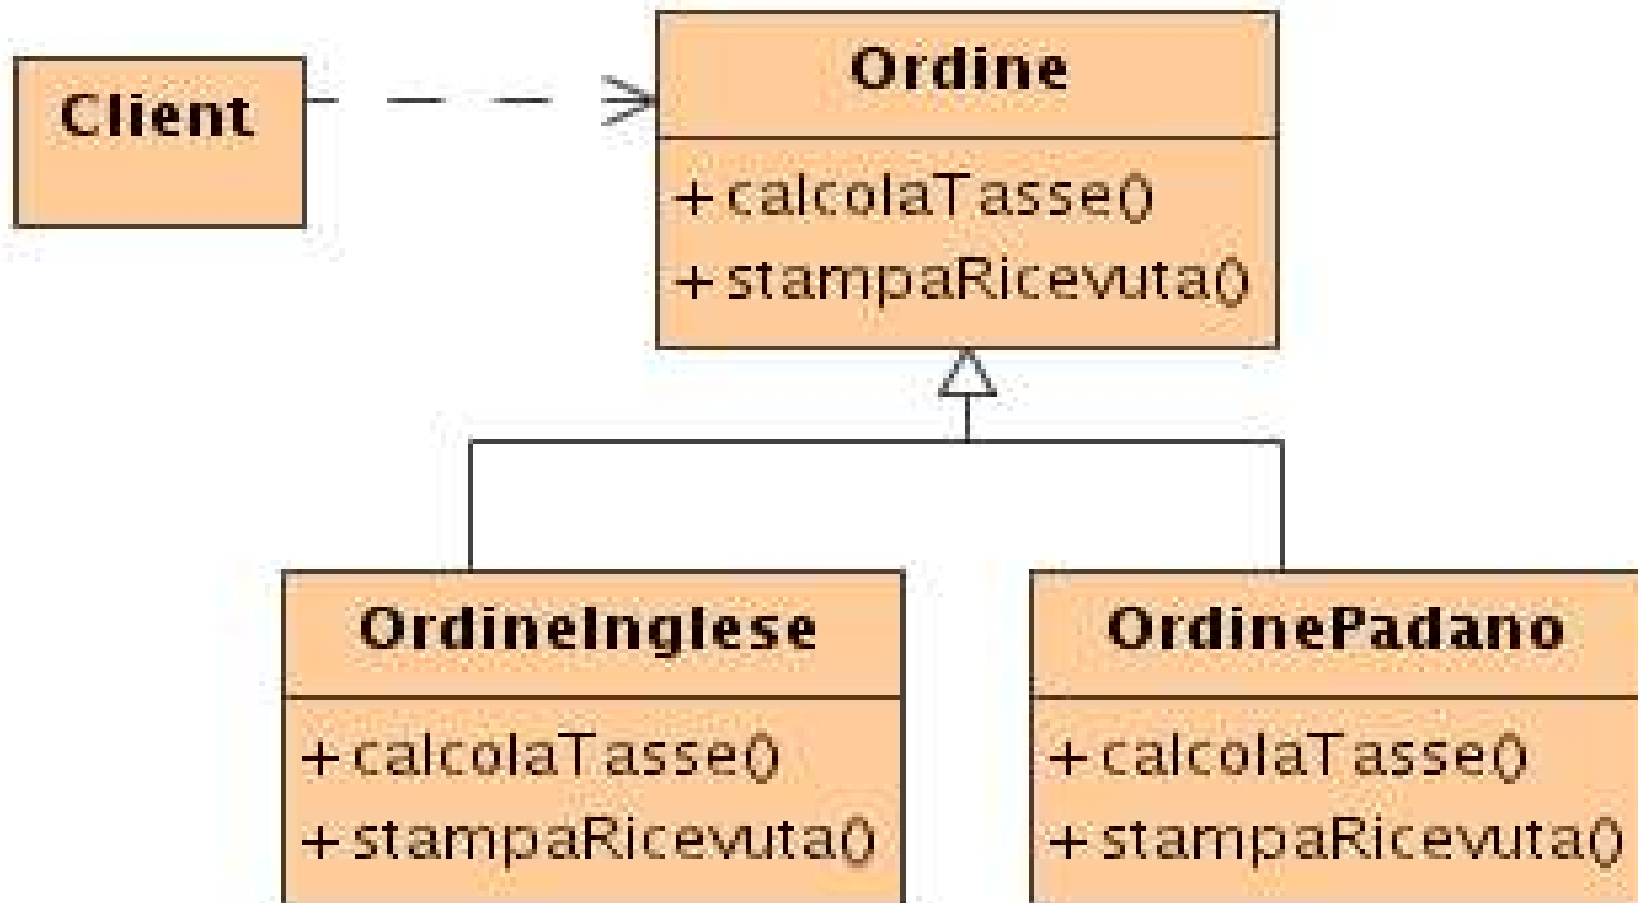 Client
Ordine
+calcolaTasse()
+stampaRicevuta()
OrdineInglese
+calcolaTasse()
+stampaRicevuta()
OrdinePadano
+calcolaTasse()
+stampaRicevuta()